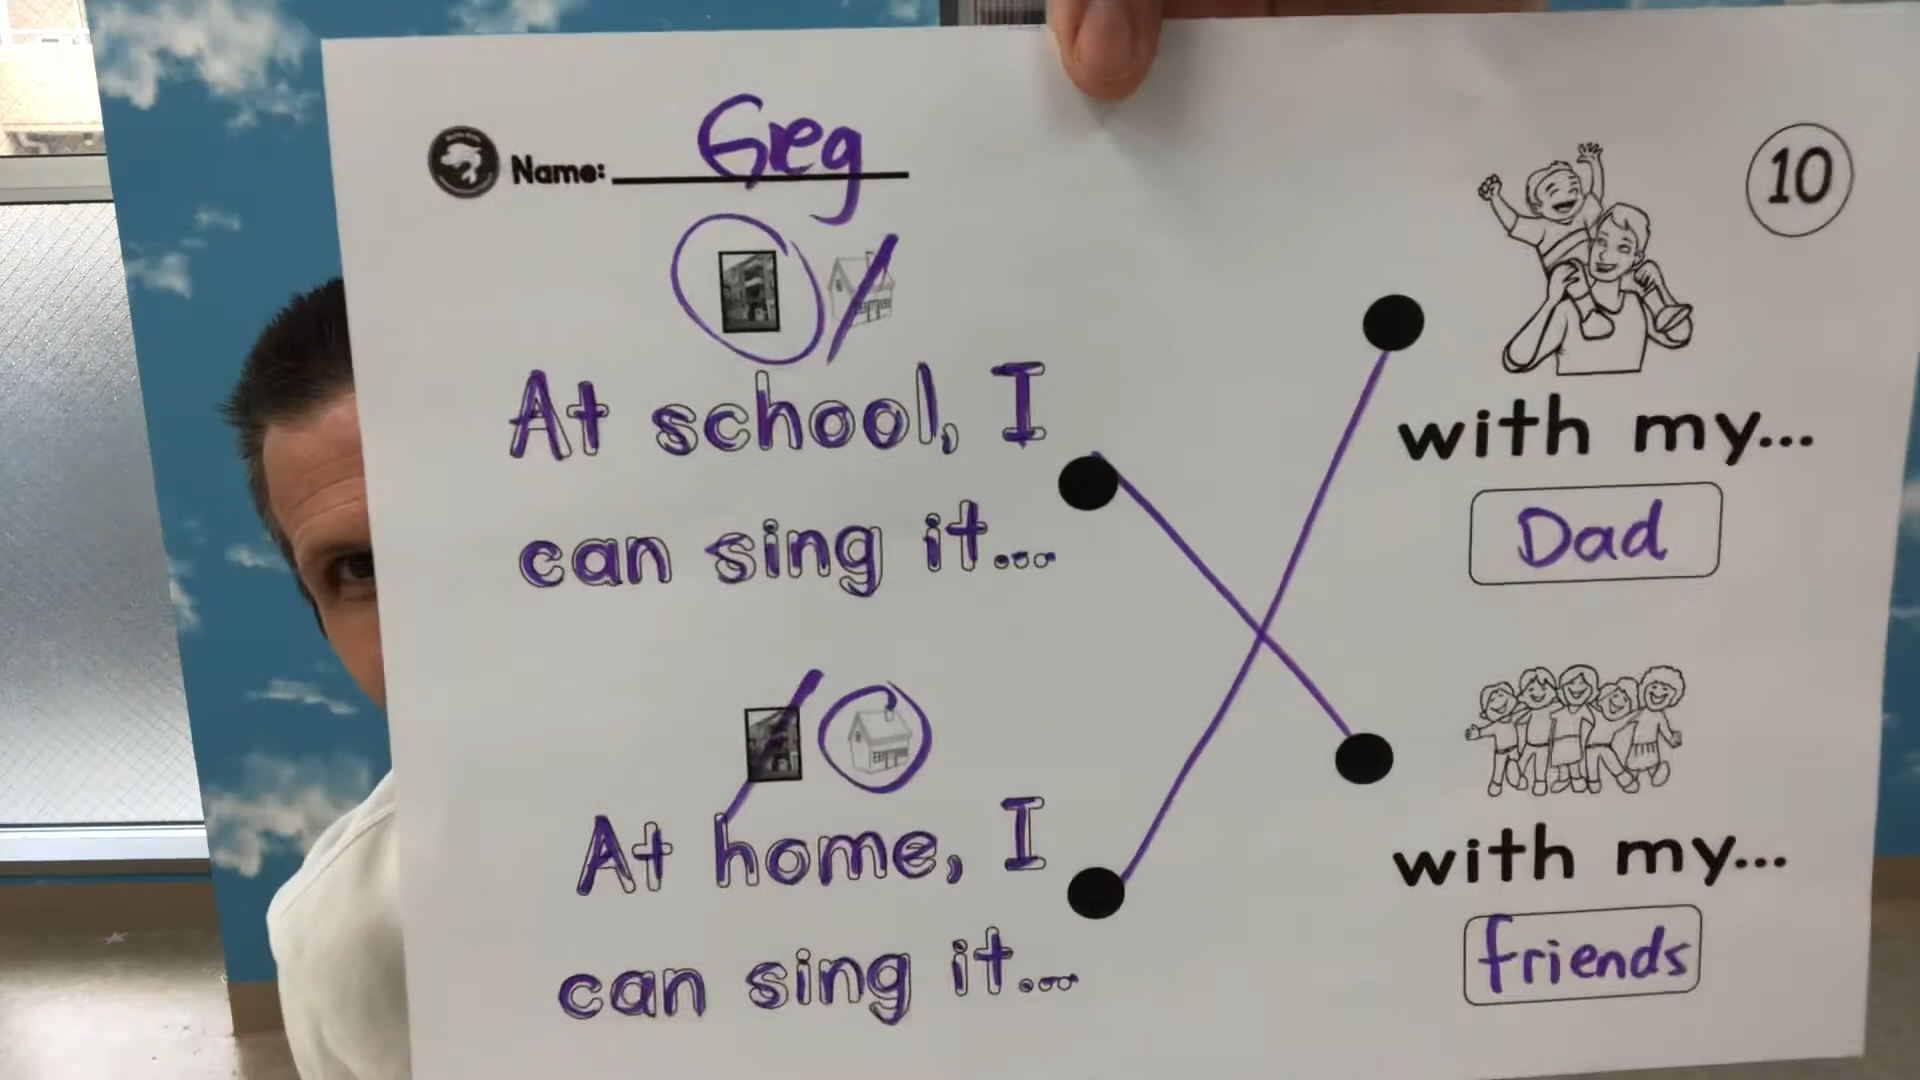 Name: Greg
10
At school, I
can sing it...
with my...
Dad
At home, I
can sing it...
with my...
friends